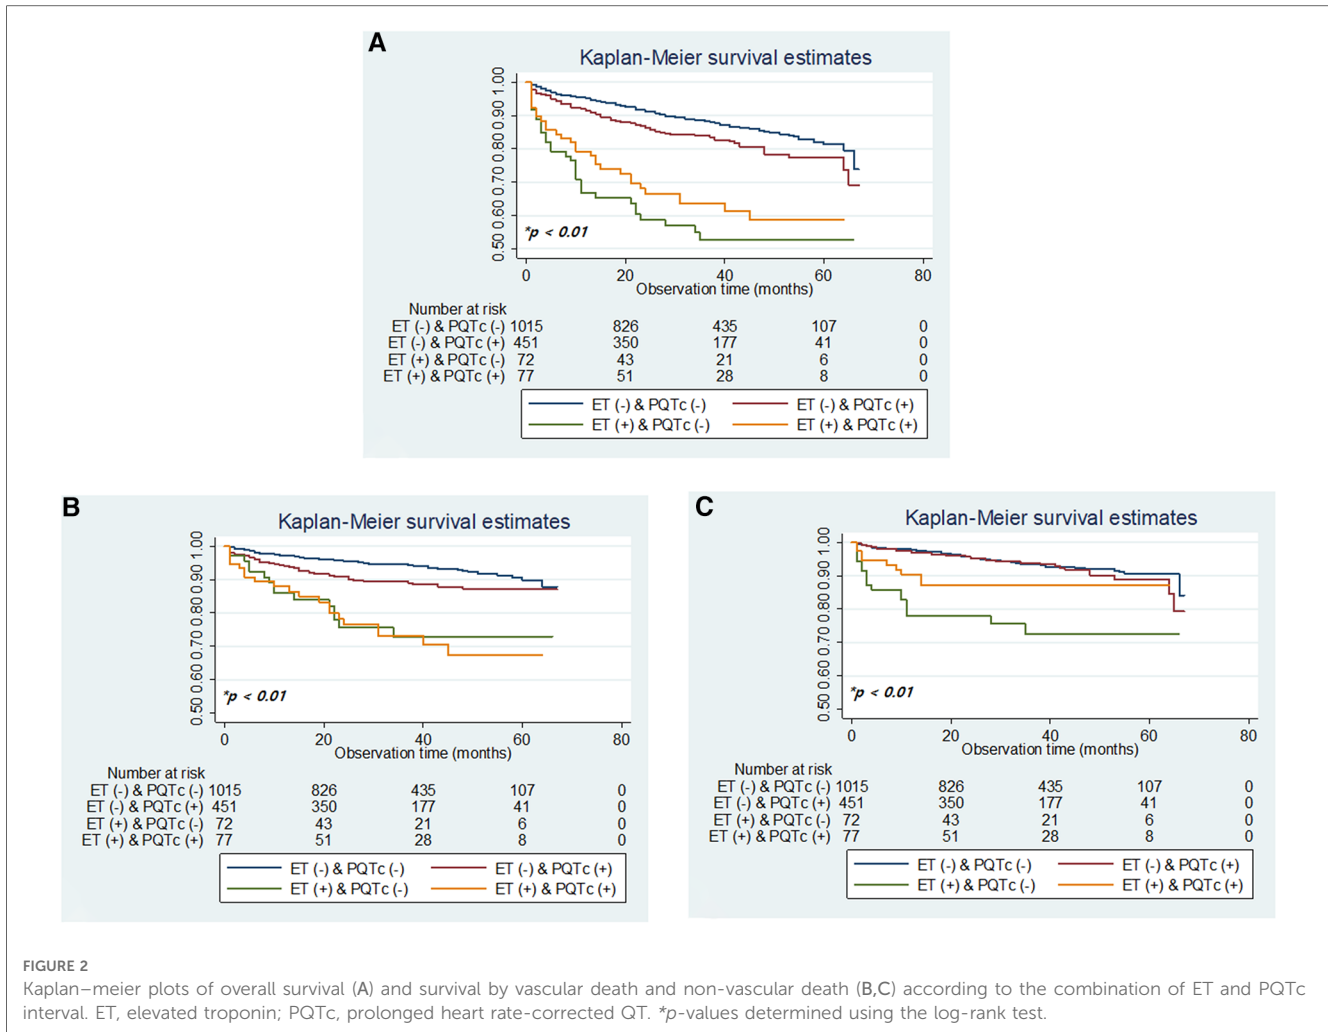 A
Kaplan-Meier survival estimates
1.00
0.90
0.80
0.70
0.60
0.50
*p < 0.01
0 20 40 60 80
Observation time (months)
Number at risk
ET (-) & PQTc (-) 1015 826 435 107 0
ET (-) & PQTc (+) 451 350 177 41 0
ET (+) & PQTc (-) 72 43 21 6 0
ET (+) & PQTc (+) 77 51 28 8 0
ET (-) & PQTc (-) ET (-) & PQTc (+)
ET (+) & PQTc (-) ET (+) & PQTc (+)
B
Kaplan-Meier survival estimates
1.00
0.90
0.80
0.70
0.60
0.50
*p < 0.01
0 20 40 60 80
Observation time (months)
Number at risk
ET (-) & PQTc (-) 1015 826 435 107 0
ET (-) & PQTc (+) 451 350 177 41 0
ET (+) & PQTc (-) 72 43 21 6 0
ET (+) & PQTc (+) 77 51 28 8 0
ET (-) & PQTc (-) ET (-) & PQTc (+)
ET (+) & PQTc (-) ET (+) & PQTc (+)
C
Kaplan-Meier survival estimates
1.00
0.90
0.80
0.70
0.60
0.50
*p < 0.01
0 20 40 60 80
Observation time (months)
Number at risk
ET (-) & PQTc (-) 1015 826 435 107 0
ET (-) & PQTc (+) 451 350 177 41 0
ET (+) & PQTc (-) 72 43 21 6 0
ET (+) & PQTc (+) 77 51 28 8 0
ET (-) & PQTc (-) ET (-) & PQTc (+)
ET (+) & PQTc (-) ET (+) & PQTc (+)
FIGURE 2
Kaplan–meier plots of overall survival (A) and survival by vascular death and non-vascular death (B,C) according to the combination of ET and PQTc
interval. ET, elevated troponin; PQTc, prolonged heart rate-corrected QT. *p-values determined using the log-rank test.